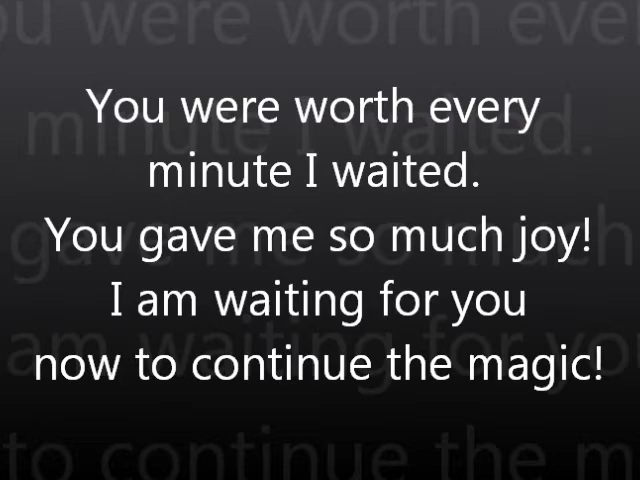 You were worth every
minute I waited.
You gave me so much joy!
I am waiting for you
now to continue the magic!